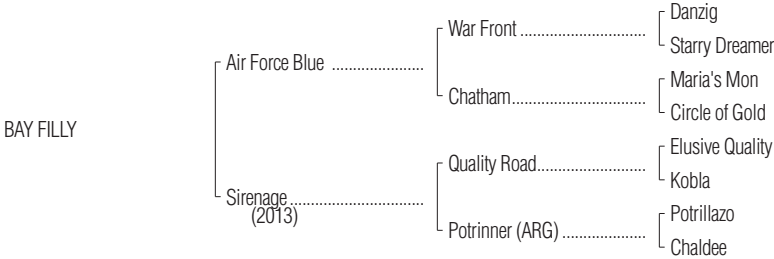 Danzig
War Front
Starry Dreamer
Air Force Blue
Maria's Mon
Chatham
Circle of Gold
BAY FILLY
Elusive Quality
Quality Road
Kobla
Sirenage
(2013)
Potrillazo
Potrinner (ARG)
Chaldee